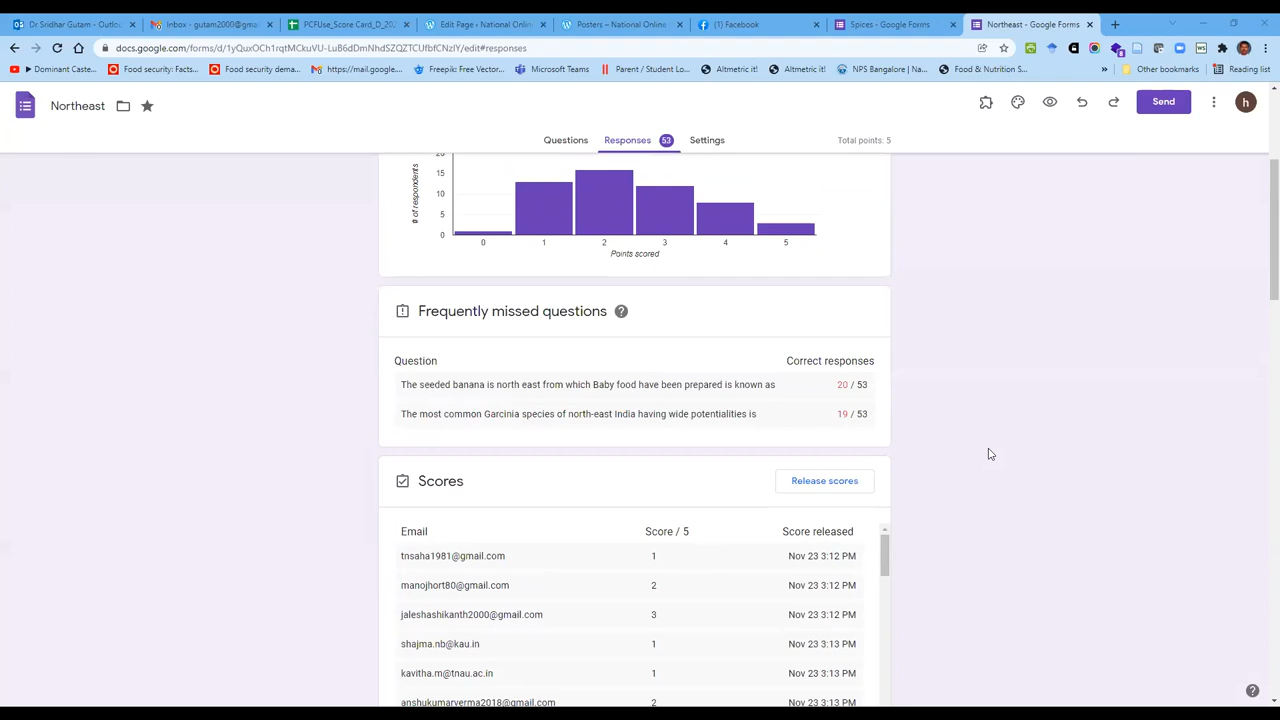 Dr Sridhar Gutam - Outloo
Inbox - gutam2000@gma
PCFUse_Score Card_D_202
Edit Page - National Onlin
Posters – National Online
(1) Facebook
Spices - Google Forms
Northeast - Google Forms
docs.google.com/forms/d/1yQuxOCh1rqtMCkuVU-LuB6dDmNhdSZQZTCUfbfCNzIY/edit#responses
Dominant Caste...
Food security: Facts...
Food security dema...
https://mail.google...
Freepik: Free Vector...
Microsoft Teams
Parent / Student Lo...
Altmetric it!
Altmetric it!
NPS Bangalore | Na...
Food & Nutrition S...
»
Other bookmarks
Reading list
Northeast
Send
h
Questions
Responses 53
Settings
Total points: 5
# of respondents
20
15
10
5
0
0 1 2 3 4 5
Points scored
Frequently missed questions
Question Correct responses
The seeded banana is north east from which Baby food have been prepared is known as 20 / 53
The most common Garcinia species of north-east India having wide potentialities is 19 / 53
Scores
Release scores
Email Score / 5 Score released
tnsaha1981@gmail.com 1 Nov 23 3:12 PM
manojhort80@gmail.com 2 Nov 23 3:12 PM
jaleshashikanth2000@gmail.com 3 Nov 23 3:12 PM
shajma.nb@kau.in 1 Nov 23 3:13 PM
kavitha.m@tnau.ac.in 1 Nov 23 3:13 PM
anshukumarverma2018@gmail.com 2 Nov 23 3:13 PM